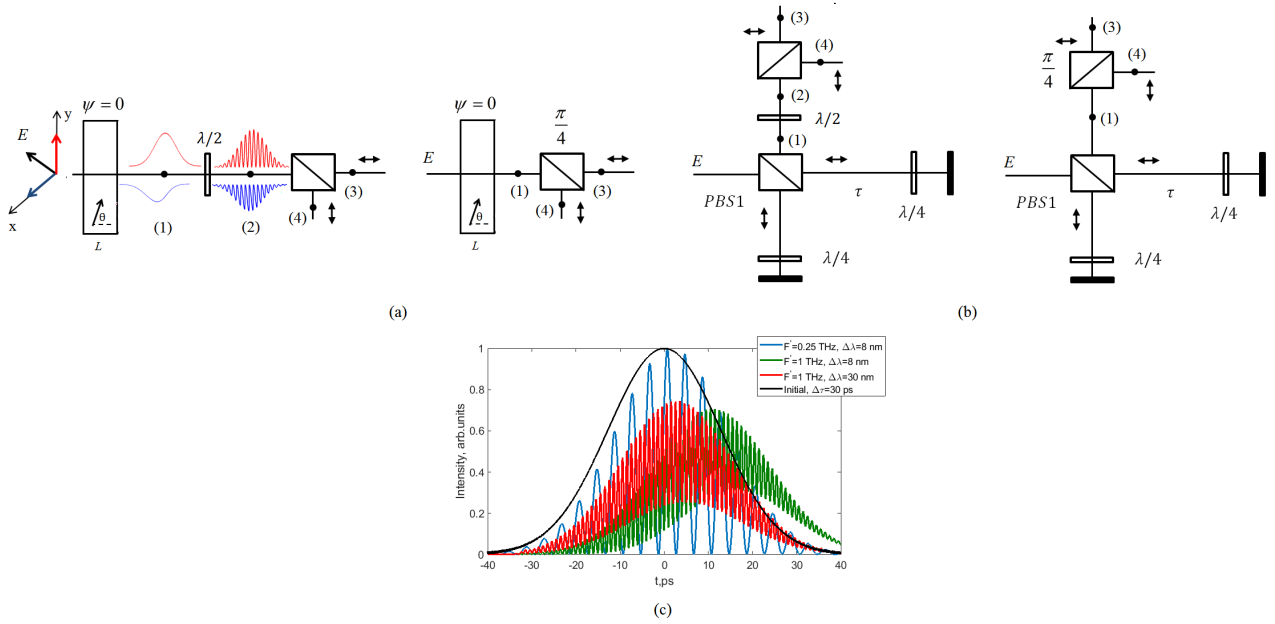 ψ = 0
y
E
x
θ
L
(1)
λ/2
(2)
(3)
(4)
ψ = 0
E
θ
L
(1)
π/4
(3)
(4)
(a)
(3)
(4)
(2)
λ/2
(1)
E
PBS1
τ
λ/4
λ/4
(3)
(4)
π/4
(1)
E
PBS1
τ
λ/4
λ/4
(b)
F'=0.25 THz, Δλ=8 nm
F'=1 THz, Δλ=8 nm
F'=1 THz, Δλ=30 nm
Initial, Δτ=30 ps
Intensity, arb.units
1
0.8
0.6
0.4
0.2
0
-40 -30 -20 -10 0 10 20 30 40
t,ps
(c)